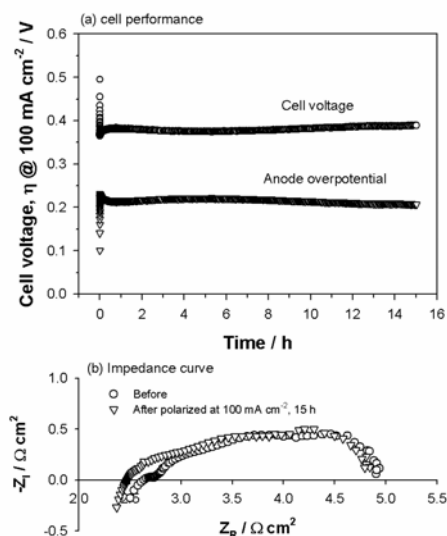 (a) cell performance
Cell voltage, η @ 100 mA cm⁻² / V
0.6
0.5
0.4
0.3
0.2
0.1
0.0
Cell voltage
Anode overpotential
0 2 4 6 8 10 12 14 16
Time / h
(b) Impedance curve
Before
After polarized at 100 mA cm⁻², 15 h
-Z_I / Ω cm²
1.0
0.5
0.0
-0.5
2.0 2.5 3.0 3.5 4.0 4.5 5.0 5.5
Z_R / Ω cm²